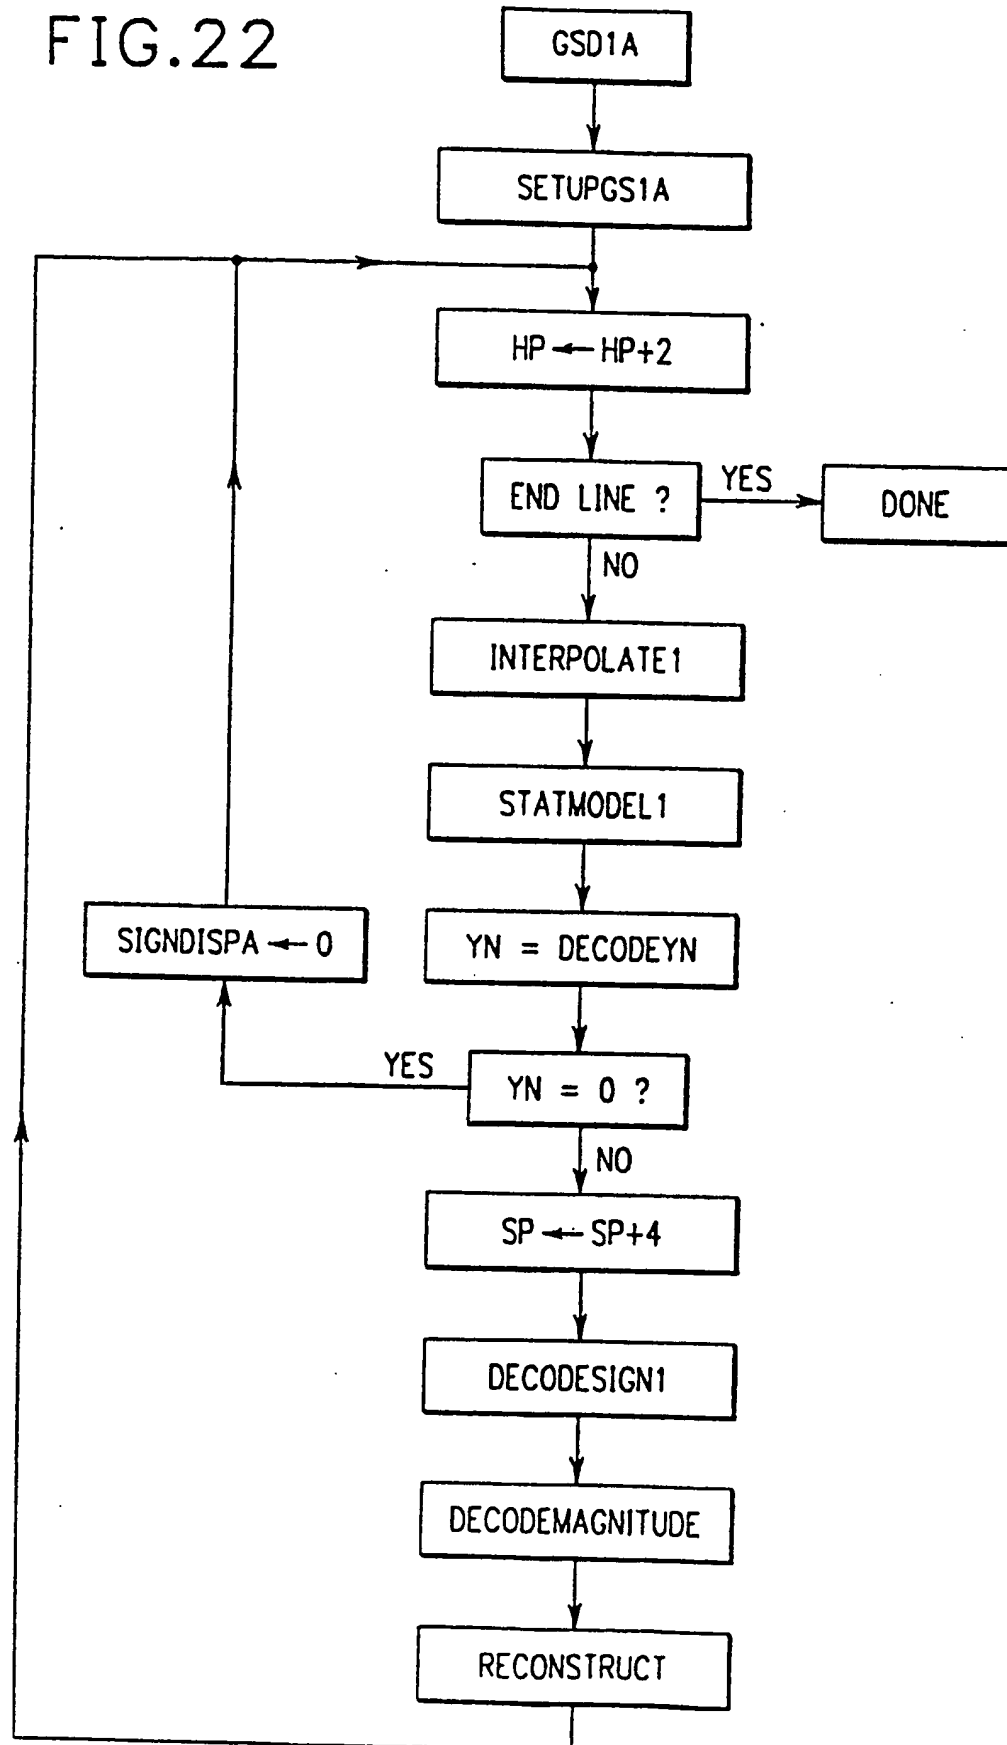 FIG.22
GSD1A
SETUPGS1A
HP ← HP+2
END LINE ?
YES
DONE
NO
INTERPOLATE1
STATMODEL1
SIGNDISPA ← 0
YN = DECODEYN
YES
YN = 0 ?
NO
SP ← SP+4
DECODESIGN1
DECODEMAGNITUDE
RECONSTRUCT